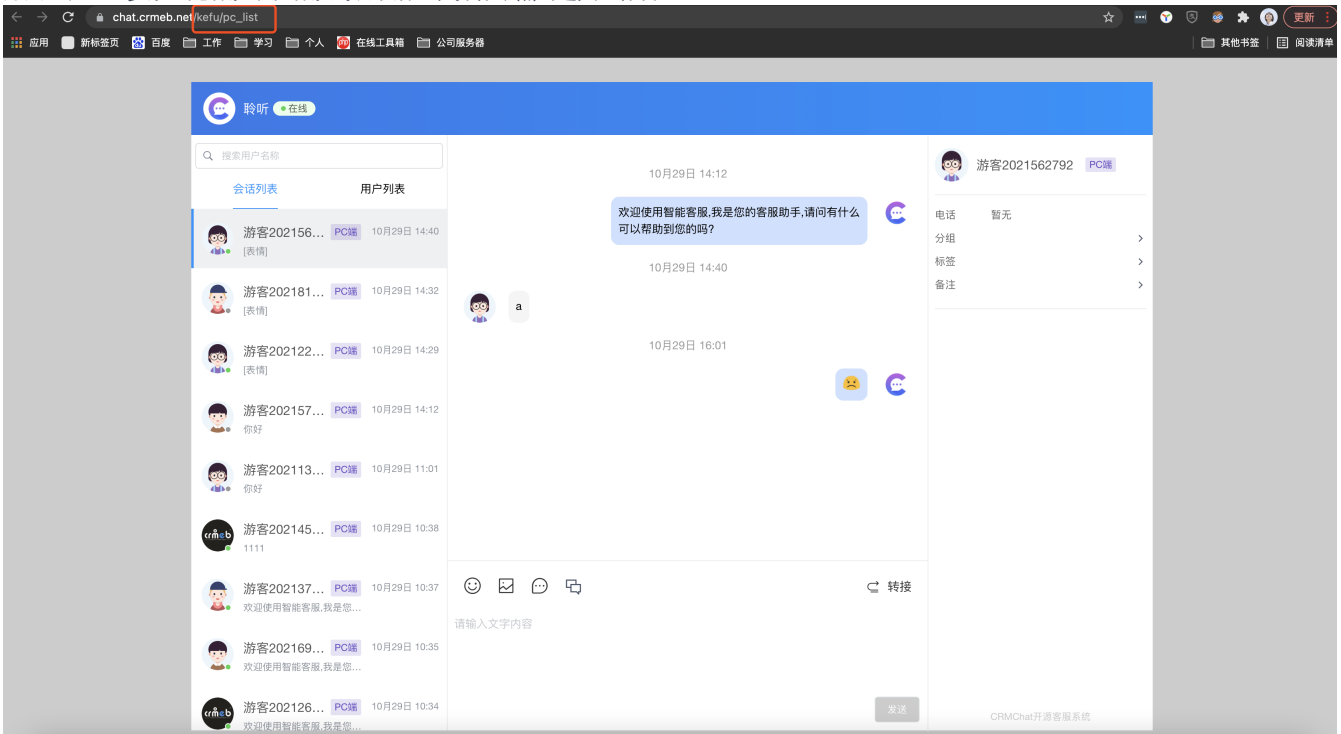 chat.crmeb.net/kefu/pc_list
更新
应用
新标签页
百度
工作
学习
个人
在线工具箱
公司服务器
其他书签
阅读清单
聆听
在线
搜索用户名称
会话列表
用户列表
游客202156... PC端 10月29日 14:40
[表情]
游客202181... PC端 10月29日 14:32
[表情]
游客202122... PC端 10月29日 14:29
[表情]
游客202157... PC端 10月29日 14:12
你好
游客202113... PC端 10月29日 11:01
你好
crmeb
游客202145... PC端 10月29日 10:38
1111
游客202137... PC端 10月29日 10:37
欢迎使用智能客服,我是您...
游客202169... PC端 10月29日 10:35
欢迎使用智能客服,我是您...
crmeb
游客202126... PC端 10月29日 10:34
欢迎使用智能客服,我是您...
10月29日 14:12
欢迎使用智能客服,我是您的客服助手,请问有什么
可以帮助到您的吗?
10月29日 14:40
a
10月29日 16:01
转接
请输入文字内容
发送
游客2021562792 PC端
电话 暂无
分组
标签
备注
CRMChat开源客服系统